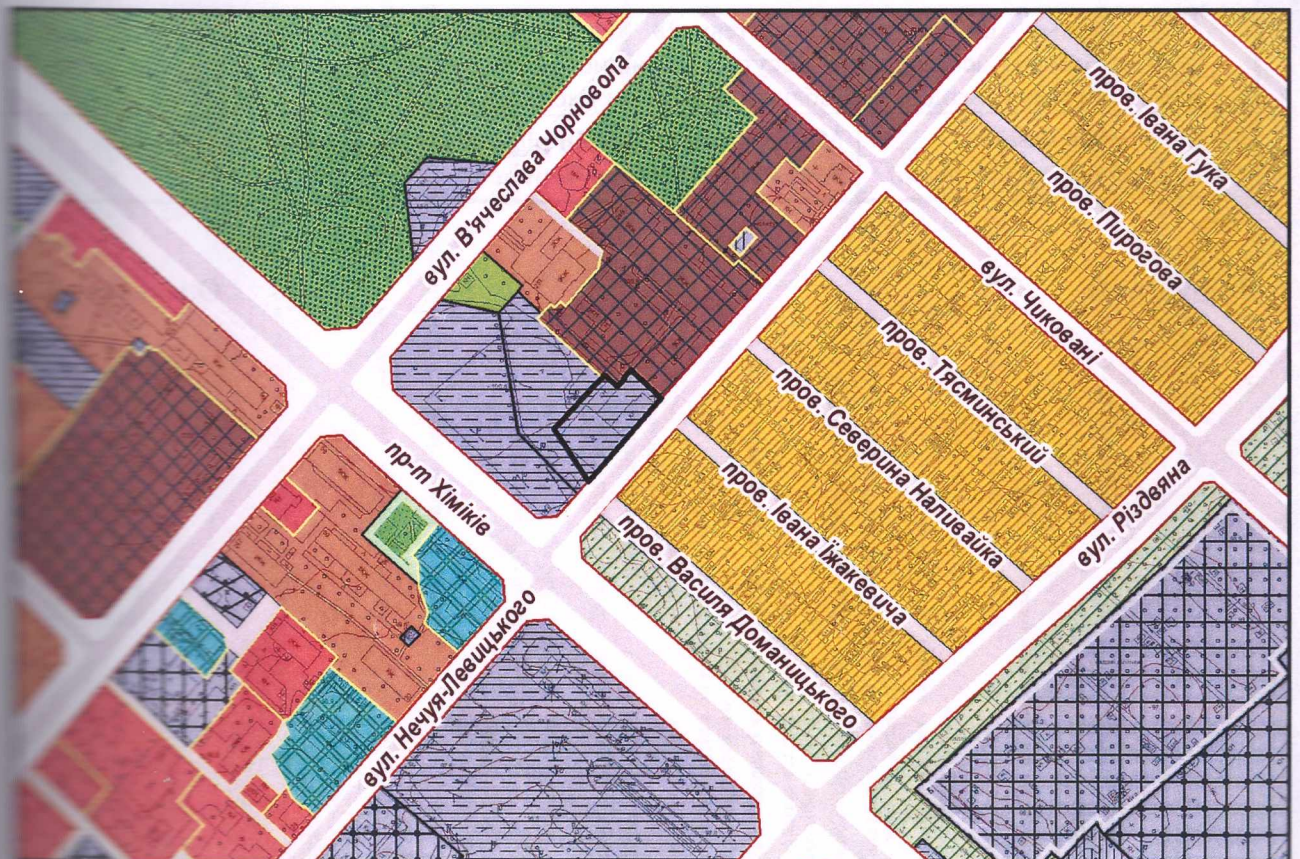 вул. В'ячеслава Чорновола
пров. Івана Гука
пров. Пирогова
вул. Чиковані
пров. Тясминський
пров. Северина Наливайка
пров. Івана Їжакевича
пров. Василя Доманицького
вул. Різдвяна
пр-т Хіміків
вул. Нечуя-Левицького